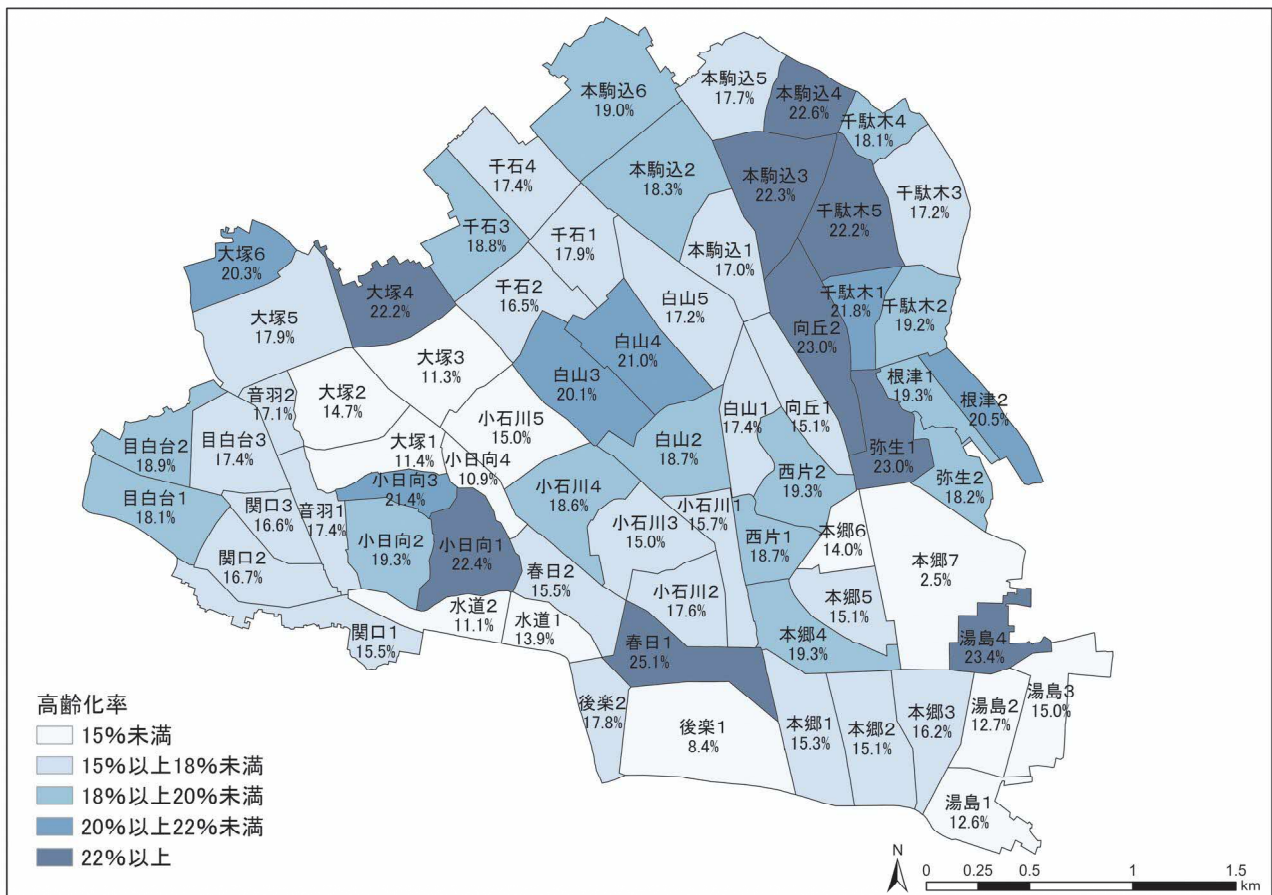 本駒込6
19.0%
本駒込5
17.7%
本駒込4
22.6%
千駄木4
18.1%
千石4
17.4%
本駒込2
18.3%
本駒込3
22.3%
千駄木3
17.2%
千駄木5
22.2%
千石3
18.8%
千石1
17.9%
本駒込1
17.0%
大塚6
20.3%
大塚4
22.2%
千石2
16.5%
白山5
17.2%
千駄木1
21.8%
千駄木2
19.2%
大塚5
17.9%
向丘2
23.0%
白山4
21.0%
大塚3
11.3%
白山3
20.1%
根津1
19.3%
根津2
20.5%
音羽2
17.1%
大塚2
14.7%
小石川5
15.0%
白山1
17.4%
向丘1
15.1%
目白台2
18.9%
目白台3
17.4%
大塚1
11.4%
小日向4
10.9%
白山2
18.7%
弥生1
23.0%
西片2
19.3%
弥生2
18.2%
小日向3
21.4%
小石川4
18.6%
目白台1
18.1%
関口3
16.6%
音羽1
17.4%
小石川3
15.0%
小石川1
15.7%
西片1
18.7%
本郷6
14.0%
本郷7
2.5%
小日向2
19.3%
小日向1
22.4%
関口2
16.7%
春日2
15.5%
小石川2
17.6%
本郷5
15.1%
水道2
11.1%
水道1
13.9%
関口1
15.5%
春日1
25.1%
本郷4
19.3%
湯島4
23.4%
後楽2
17.8%
後楽1
8.4%
本郷1
15.3%
本郷2
15.1%
本郷3
16.2%
湯島2
12.7%
湯島3
15.0%
湯島1
12.6%
高齢化率
15%未満
15%以上18%未満
18%以上20%未満
20%以上22%未満
22%以上
N
0 0.25 0.5 1 1.5
km